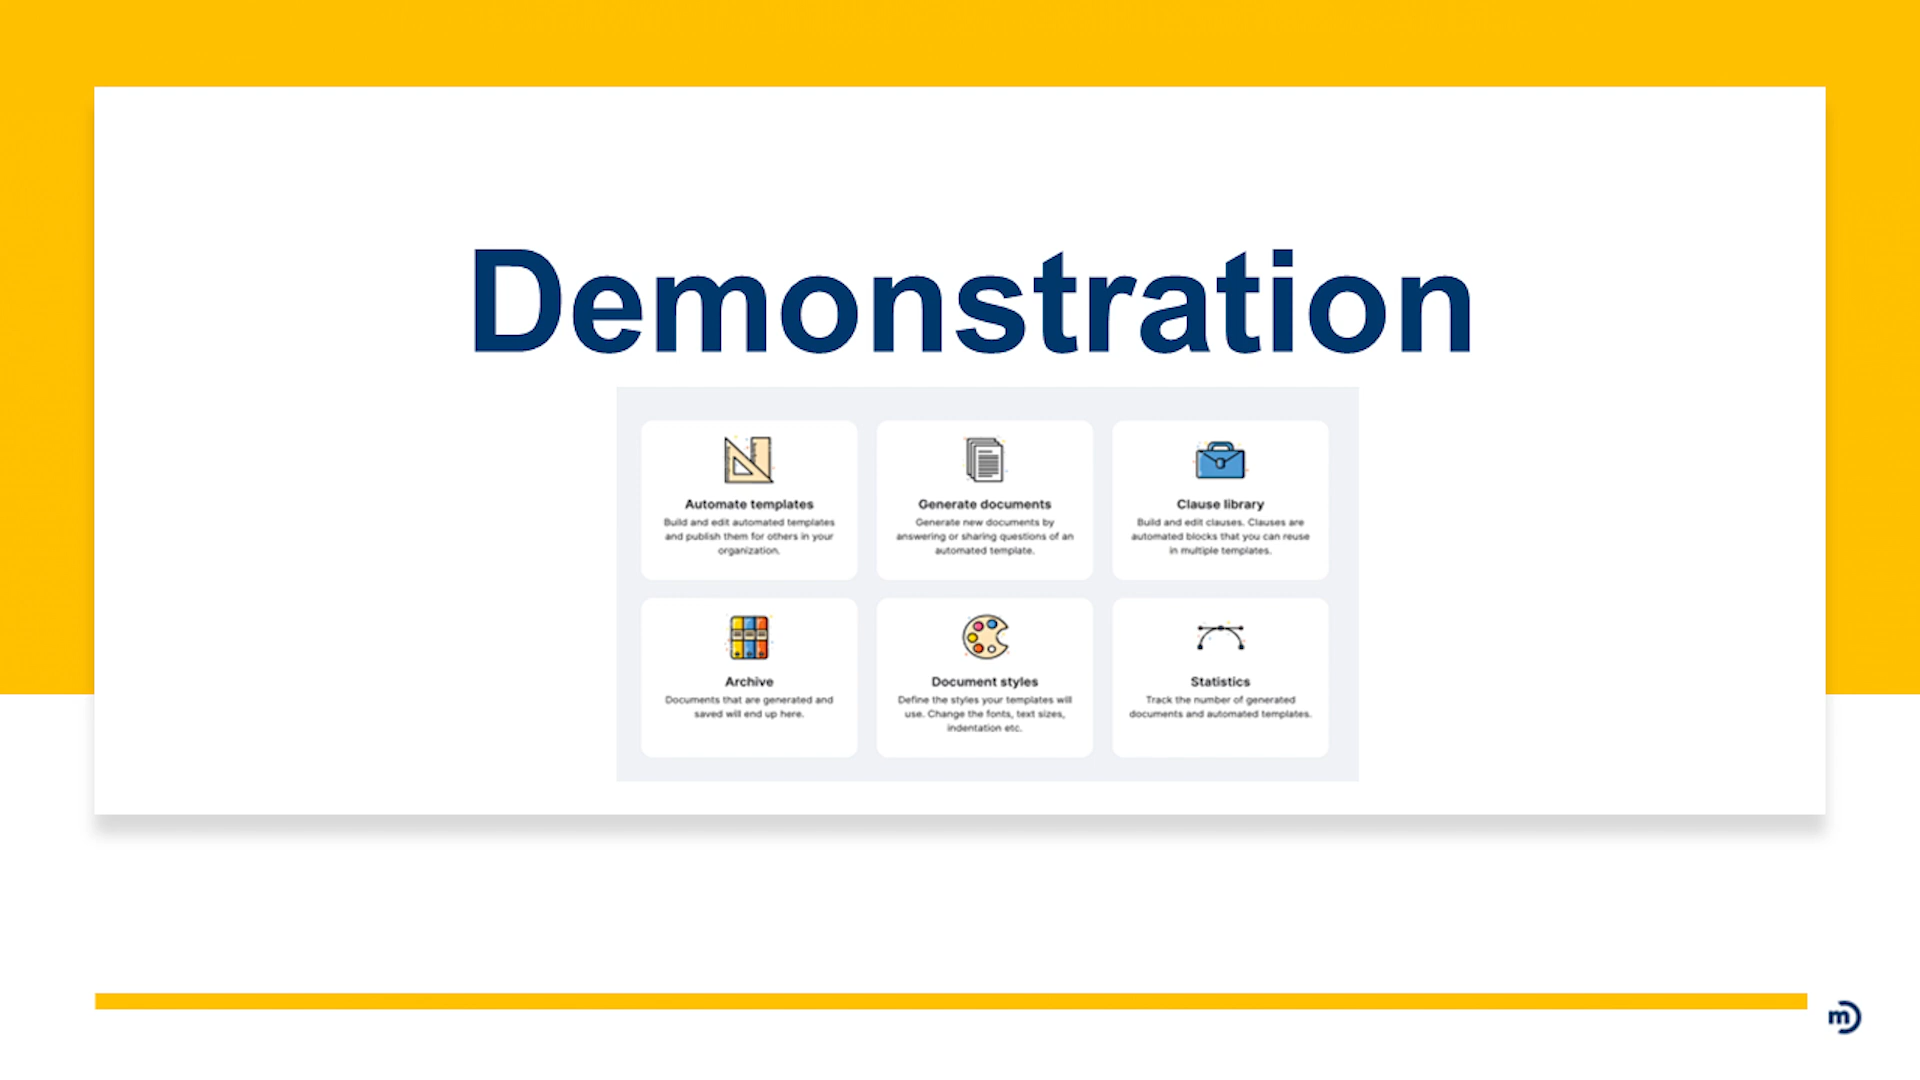 Demonstration
Automate templates
Build and edit automated templates
and publish them for others in your
organization.
Generate documents
Generate new documents by
answering or sharing questions of an
automated template.
Clause library
Build and edit clauses. Clauses are
automated blocks that you can reuse
in multiple templates.
Archive
Documents that are generated and
saved will end up here.
Document styles
Define the styles your templates will
use. Change the fonts, text sizes,
indentation etc.
Statistics
Track the number of generated
documents and automated templates.
m